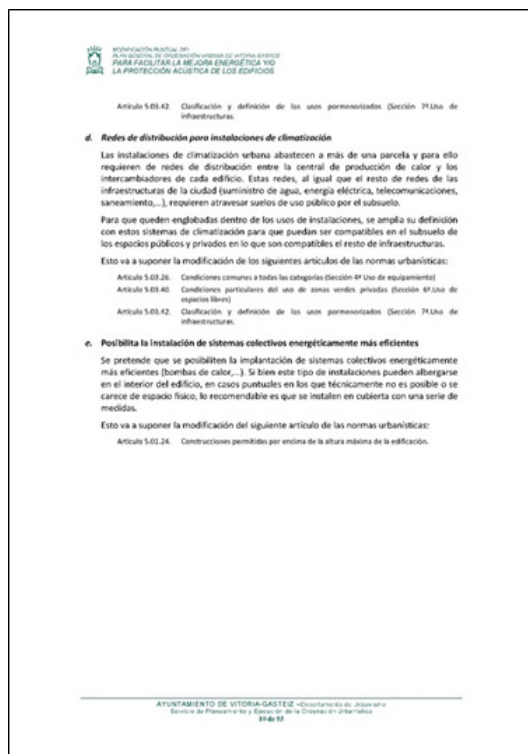 MODIFICACIÓN PUNTUAL DEL
PLAN GENERAL DE ORDENACIÓN URBANA DE VITORIA-GASTEIZ
PARA FACILITAR LA MEJORA ENERGÉTICA Y/O
LA PROTECCIÓN ACÚSTICA DE LOS EDIFICIOS
Artículo 5.03.42. Clasificación y definición de los usos pormenorizados (Sección 7ª.Uso de
infraestructuras.
d. Redes de distribución para instalaciones de climatización
Las instalaciones de climatización urbana abastecen a más de una parcela y para ello
requieren de redes de distribución entre la central de producción de calor y los
intercambiadores de cada edificio. Estas redes, al igual que el resto de redes de las
infraestructuras de la ciudad (suministro de agua, energía eléctrica, telecomunicaciones,
saneamiento,...), requieren atravesar suelos de uso público por el subsuelo.
Para que queden englobadas dentro de los usos de instalaciones, se amplia su definición
con estos sistemas de climatización para que puedan ser compatibles en el subsuelo de
los espacios públicos y privados en lo que son compatibles el resto de infraestructuras.
Esto va a suponer la modificación de los siguientes artículos de las normas urbanísticas:
Artículo 5.03.26. Condiciones comunes a todas las categorías (Sección 4ª Uso de equipamiento)
Artículo 5.03.40. Condiciones particulares del uso de zonas verdes privadas (Sección 6ª.Uso de
espacios libres)
Artículo 5.03.42. Clasificación y definición de los usos pormenorizados (Sección 7ª.Uso de
infraestructuras.
e. Posibilita la instalación de sistemas colectivos energéticamente más eficientes
Se pretende que se posibiliten la implantación de sistemas colectivos energéticamente
más eficientes (bombas de calor,...). Si bien este tipo de instalaciones pueden albergarse
en el interior del edificio, en casos puntuales en los que técnicamente no es posible o se
carece de espacio físico, lo recomendable es que se instalen en cubierta con una serie de
medidas.
Esto va a suponer la modificación del siguiente artículo de las normas urbanísticas:
Artículo 5.01.24. Construcciones permitidas por encima de la altura máxima de la edificación.
AYUNTAMIENTO DE VITORIA-GASTEIZ –Departamento de Urbanismo
Servicio de Planeamiento y Ejecución de la Ordenación Urbanística
10 de 53